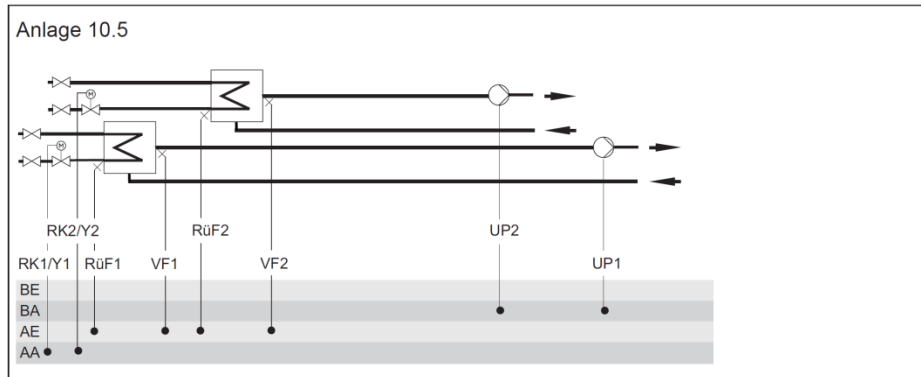 Anlage 10.5
M
M
RK2/Y2 RüF2 UP2
RK1/Y1 RüF1 VF1 VF2 UP1
BE
BA
AE
AA